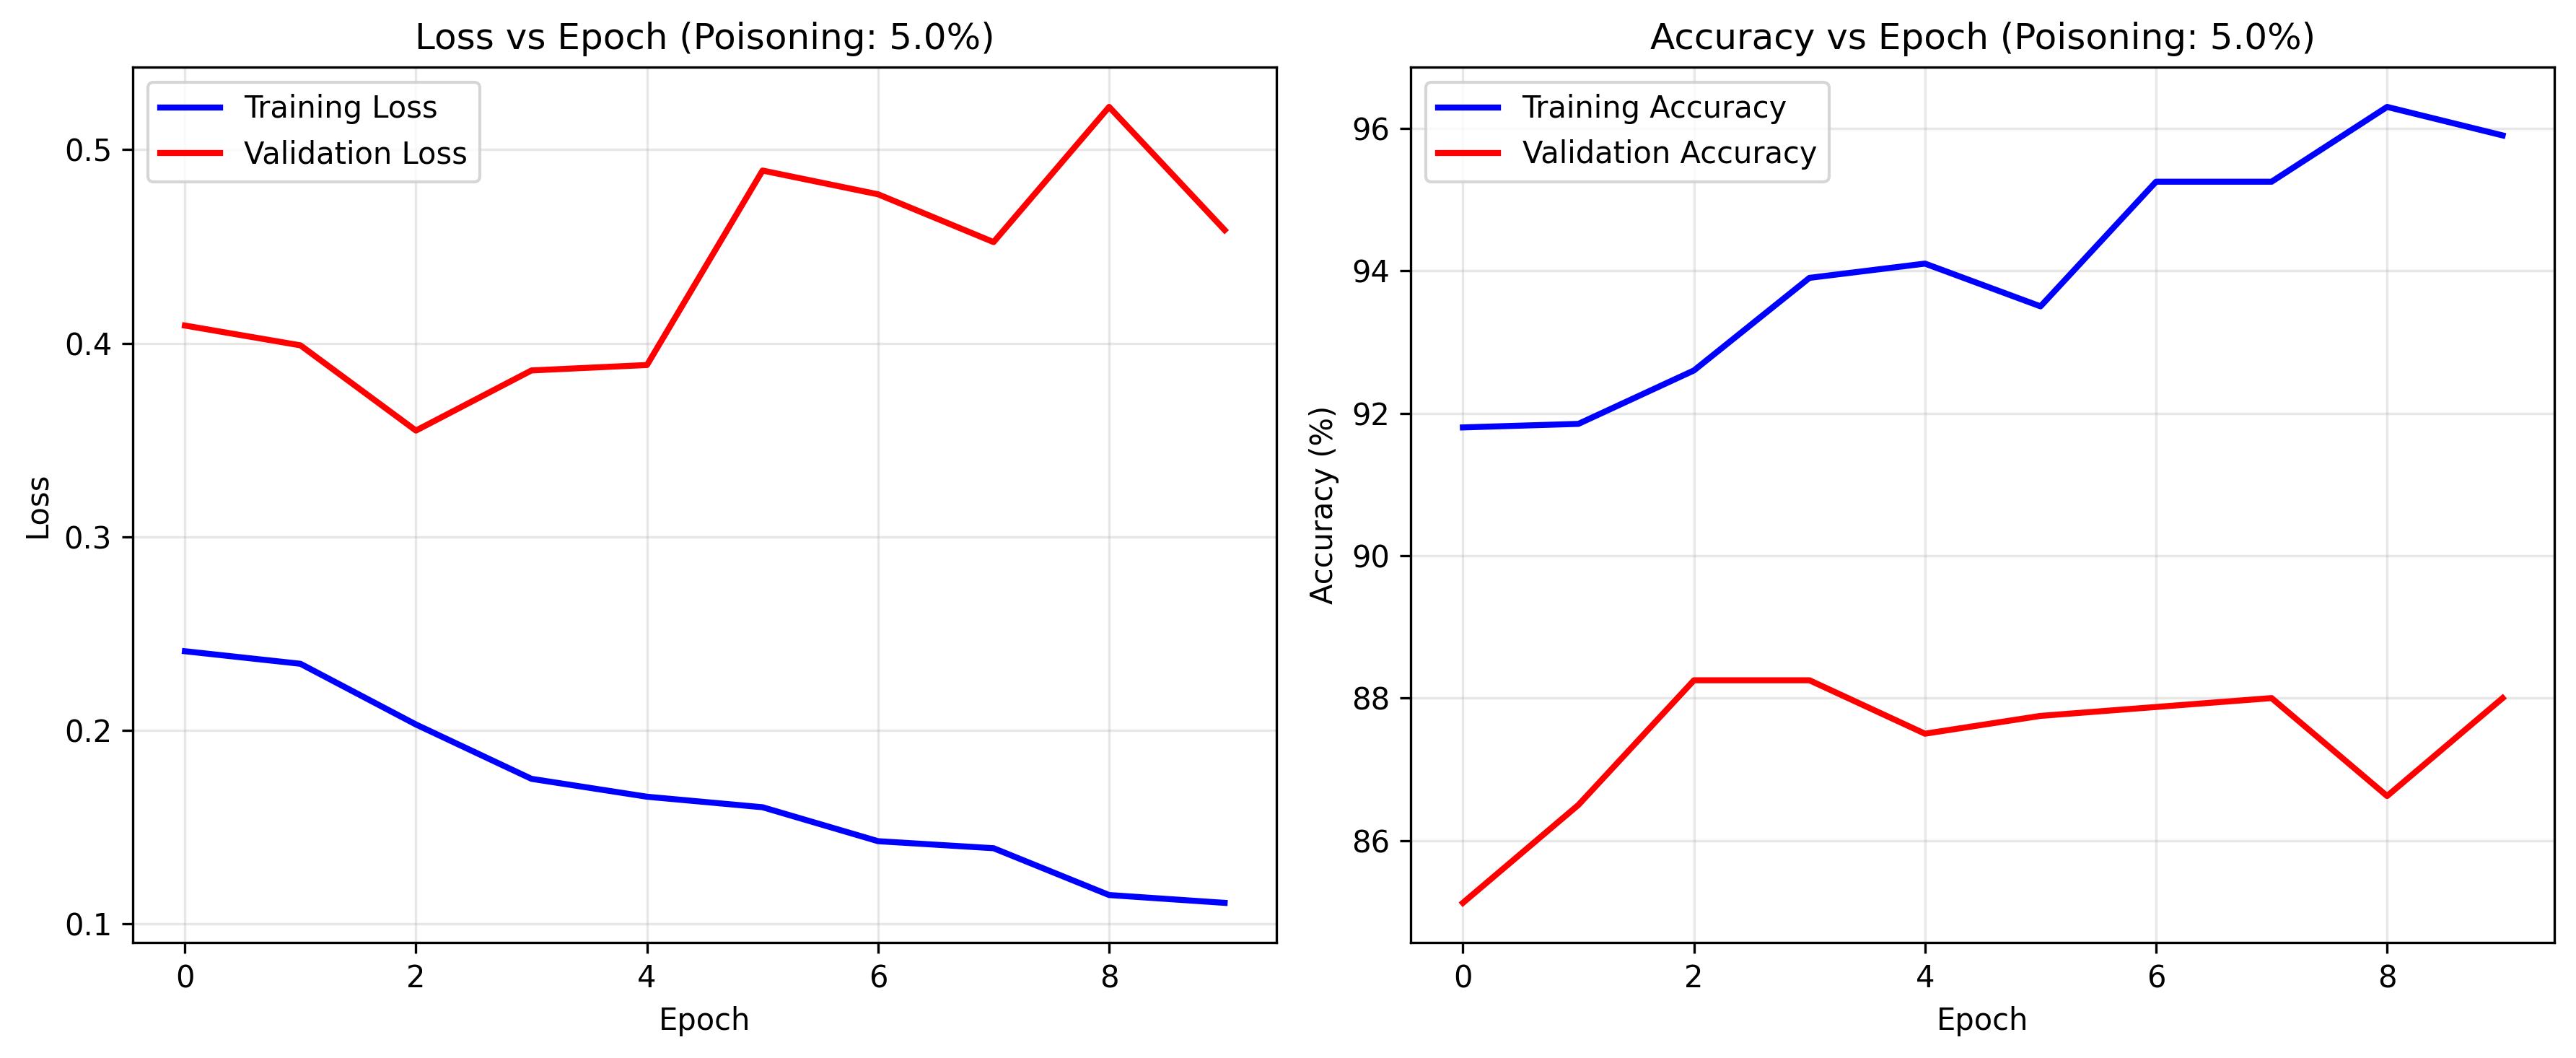 Loss vs Epoch (Poisoning: 5.0%)
Training Loss
Validation Loss
0.5
0.4
0.3
0.2
0.1
Loss
0 2 4 6 8
Epoch
Accuracy vs Epoch (Poisoning: 5.0%)
Training Accuracy
Validation Accuracy
96
94
92
90
88
86
Accuracy (%)
0 2 4 6 8
Epoch